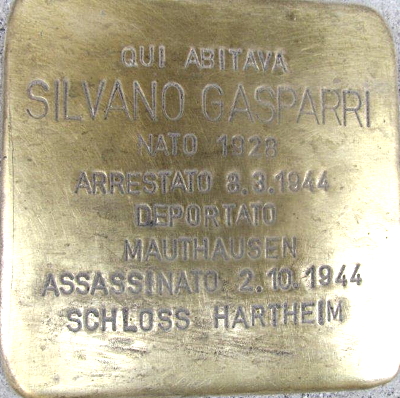 QUI ABITAVA
SILVANO GASPARRI
NATO 1928
ARRESTATO 8.3.1944
DEPORTATO
MAUTHAUSEN
ASSASSINATO 2.10.1944
SCHLOSS HARTHEIM